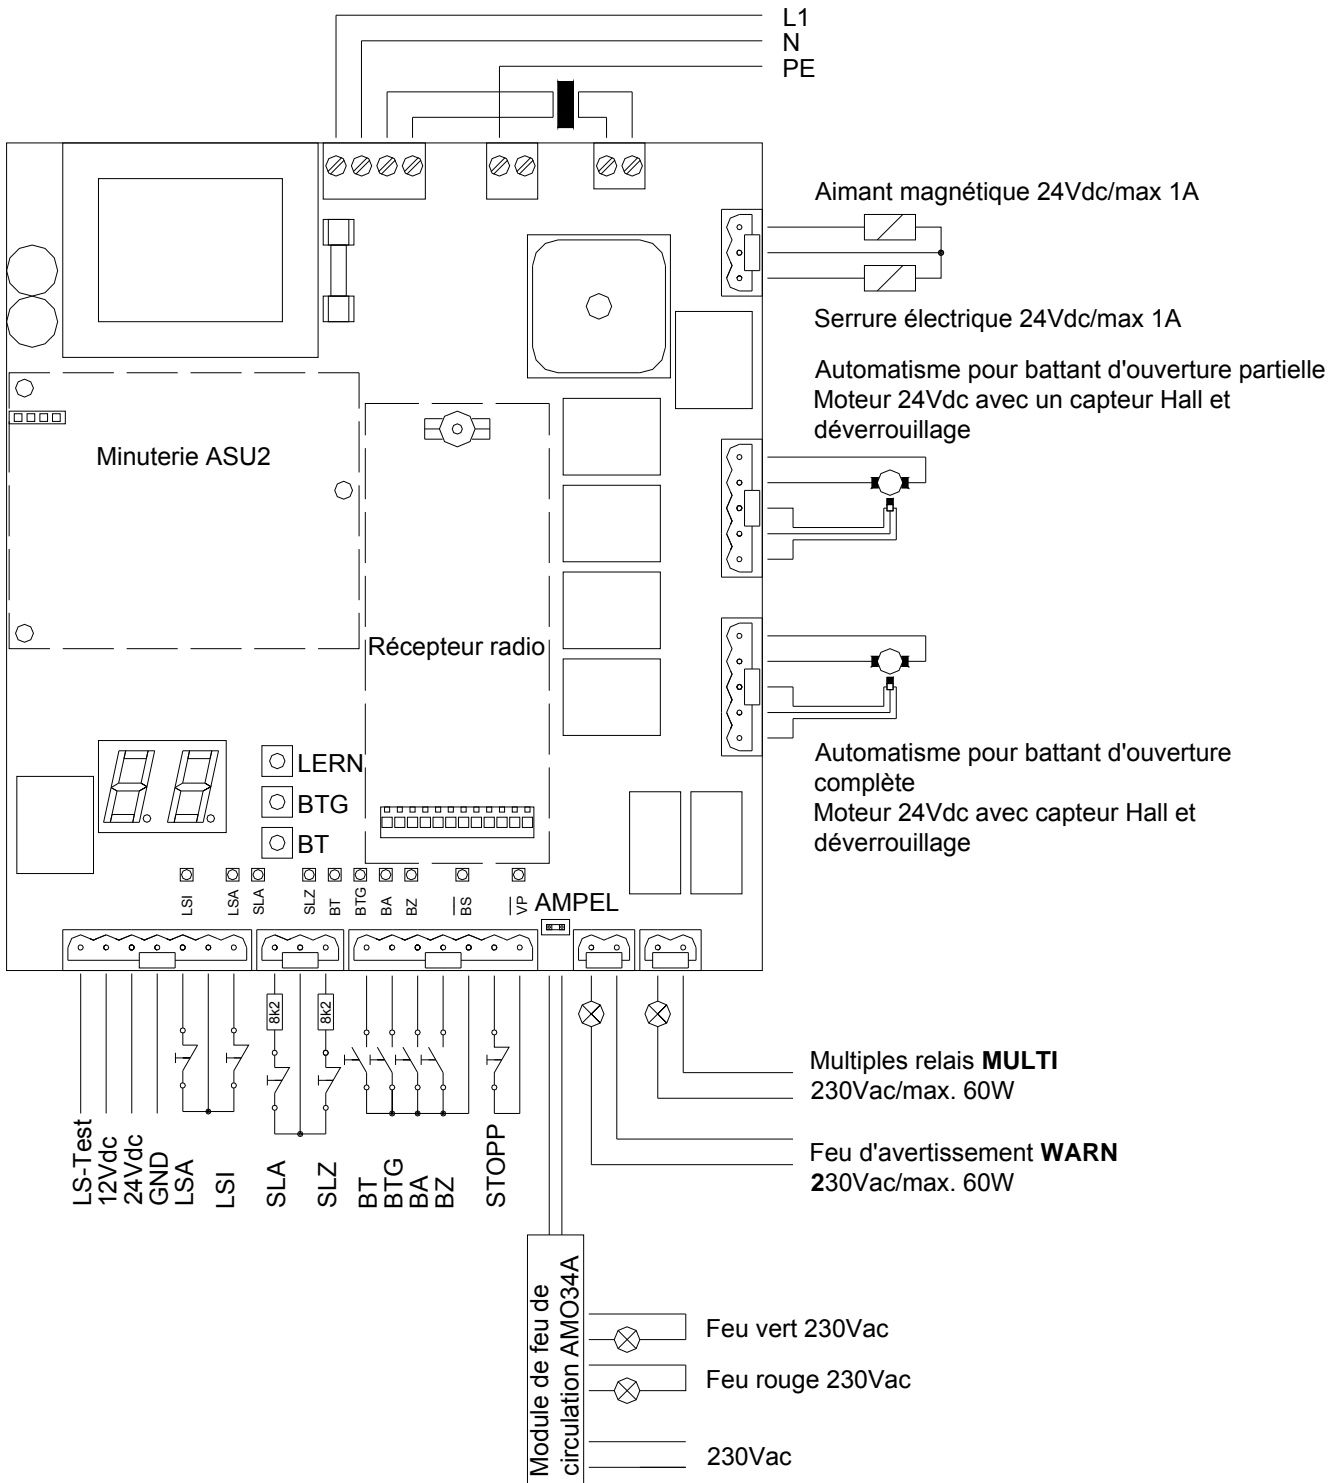 L1
N
PE
Aimant magnétique 24Vdc/max 1A
Serrure électrique 24Vdc/max 1A
Automatisme pour battant d'ouverture partielle
Moteur 24Vdc avec un capteur Hall et
déverrouillage
Minuterie ASU2
Récepteur radio
Automatisme pour battant d'ouverture
complète
Moteur 24Vdc avec capteur Hall et
déverrouillage
LERN
BTG
BT
LSI
LSA
SLA
SLZ
BT
BTG
BA
BZ
BS
VP
AMPEL
8k2
8k2
LS-Test
12Vdc
24Vdc
GND
LSA
LSI
SLA
SLZ
BT
BTG
BA
BZ
STOPP
Multiples relais MULTI
230Vac/max. 60W
Feu d'avertissement WARN
230Vac/max. 60W
Module de feu de
circulation AMO34A
Feu vert 230Vac
Feu rouge 230Vac
230Vac